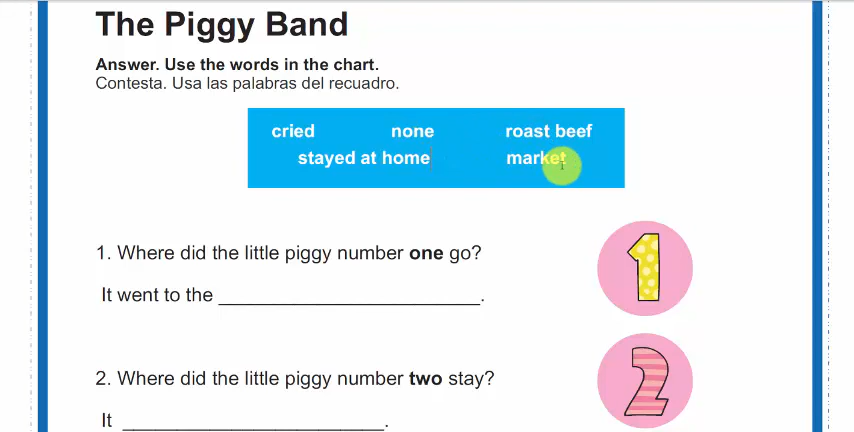 The Piggy Band
Answer. Use the words in the chart.
Contesta. Usa las palabras del recuadro.
cried none roast beef
stayed at home market
1. Where did the little piggy number one go?
1
It went to the ________________________.
2. Where did the little piggy number two stay?
2
It ________________________.